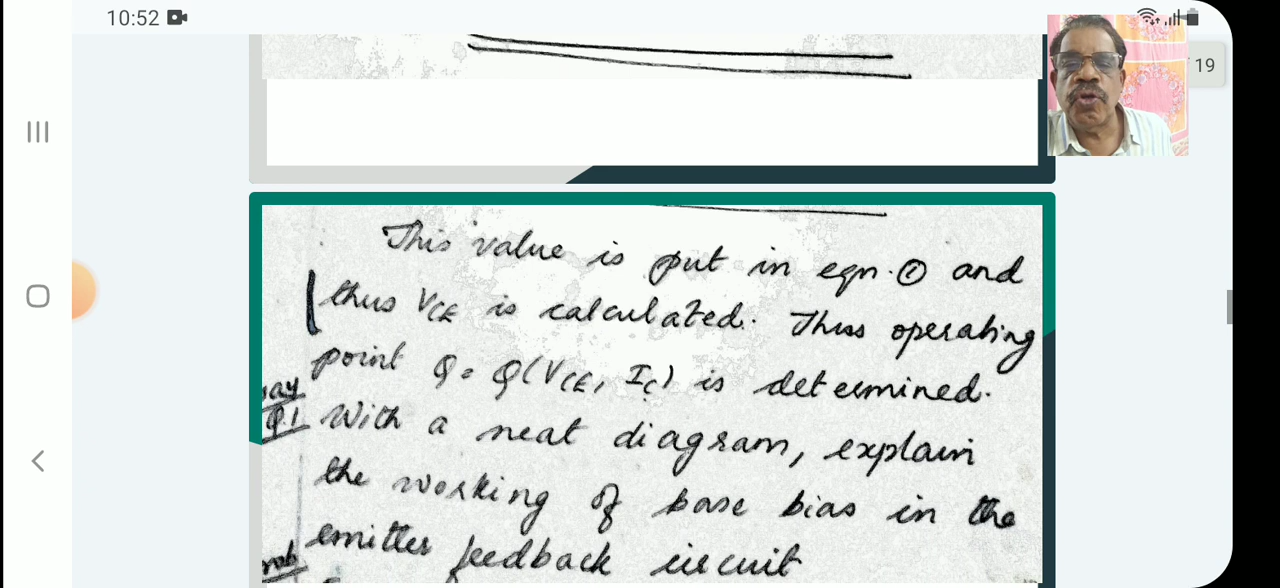 10:52
19
This value is put in eqn. ① and
thus VCE is calculated. Thus operating
point Q = Q(VCE, IC) is determined.
Q1 With a neat diagram, explain
the working of base bias in the
emitter feedback circuit